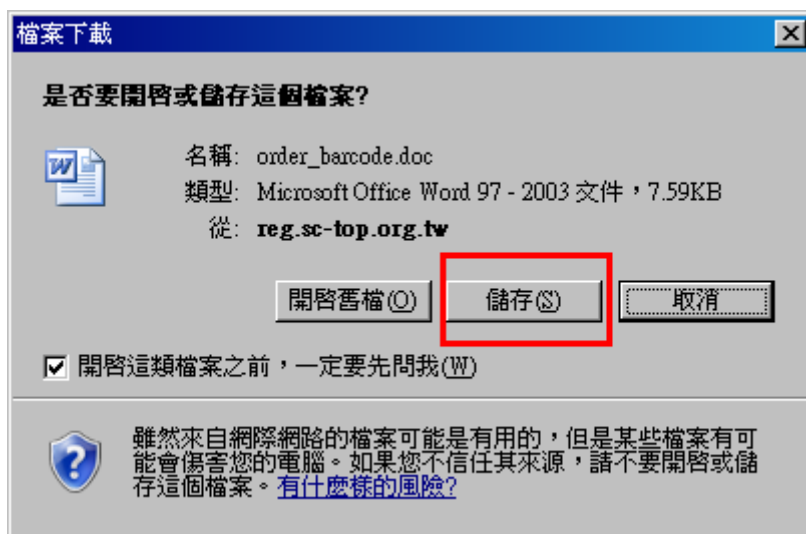 檔案下載
是否要開啓或儲存這個檔案?
名稱: order_barcode.doc
類型: Microsoft Office Word 97 - 2003 文件,7.59KB
從: reg.sc-top.org.tw
開啓舊檔(O) 儲存(S) 取消
開啓這類檔案之前,一定要先問我(W)
雖然來自網際網路的檔案可能是有用的,但是某些檔案有可
能會傷害您的電腦。如果您不信任其來源,請不要開啓或儲
存這個檔案。有什麼樣的風險?